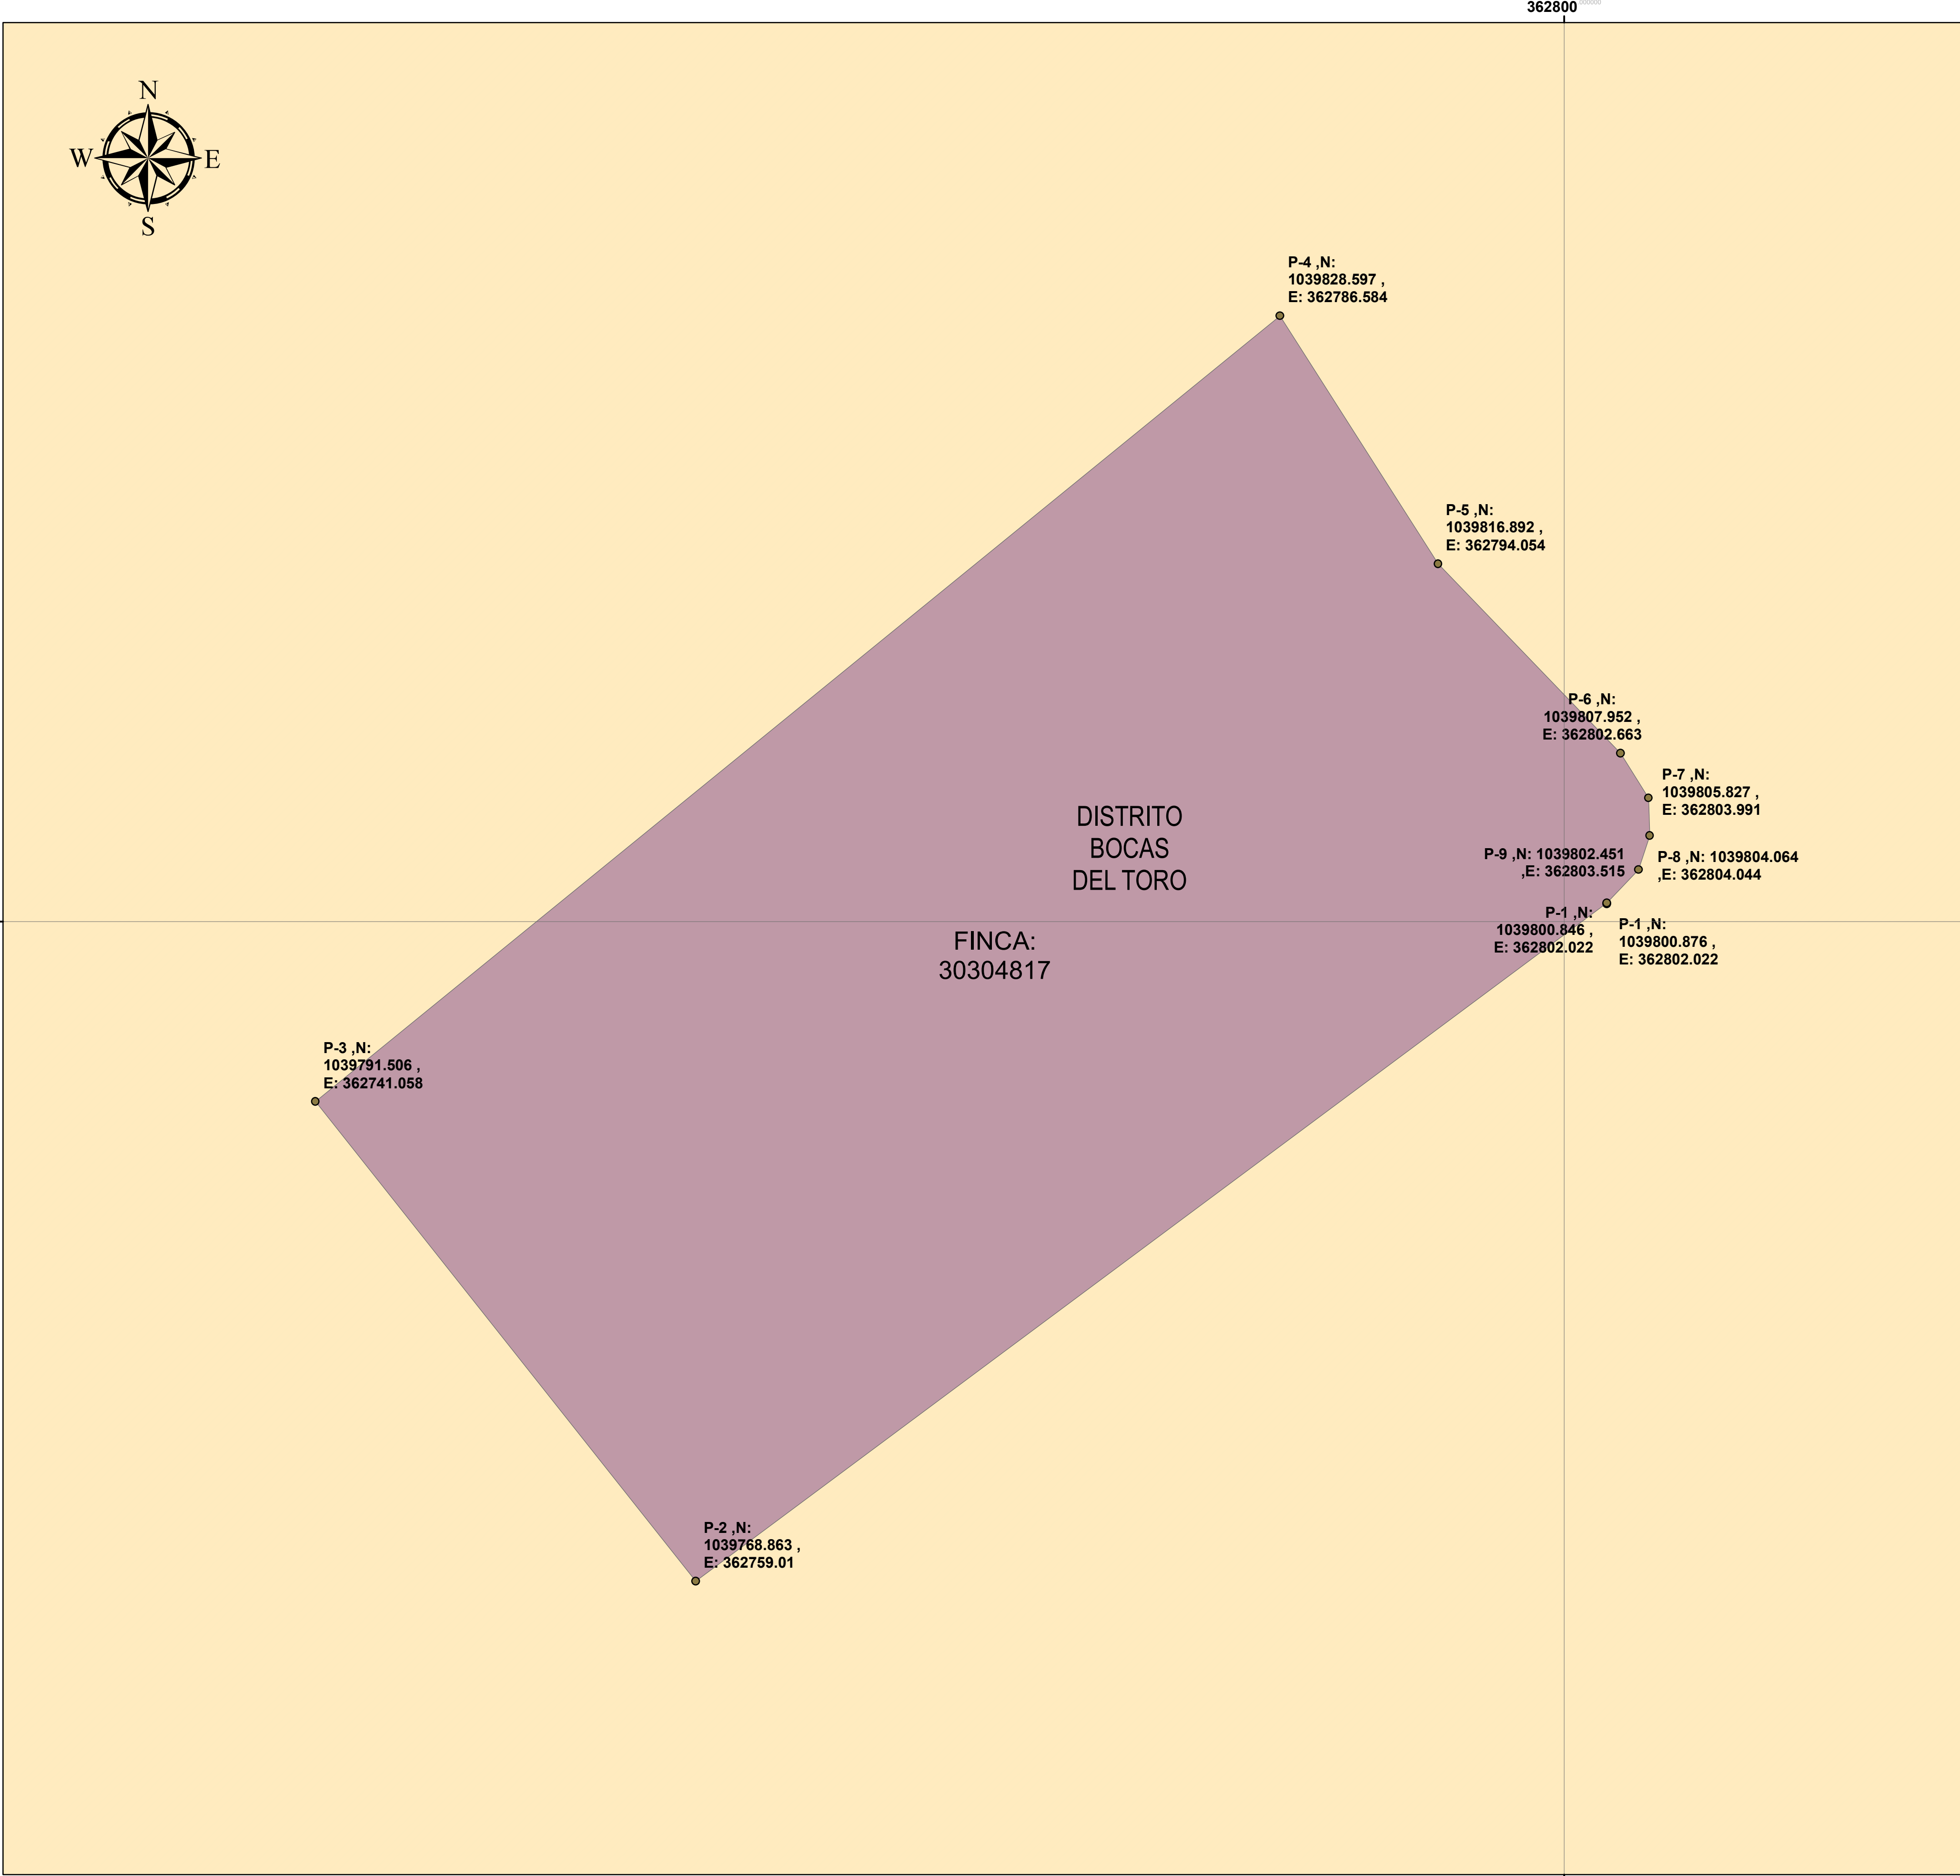 362800
000000
N
W
E
S
P-4 ,N:
1039828.597 ,
E: 362786.584
P-5 ,N:
1039816.892 ,
E: 362794.054
P-6 ,N:
1039807.952 ,
E: 362802.663
P-7 ,N:
1039805.827 ,
E: 362803.991
DISTRITO
BOCAS
DEL TORO
P-9 ,N: 1039802.451
,E: 362803.515
P-8 ,N: 1039804.064
,E: 362804.044
P-1 ,N:
1039800.846 ,
E: 362802.022
P-1 ,N:
1039800.876 ,
E: 362802.022
FINCA:
30304817
P-3 ,N:
1039791.506 ,
E: 362741.058
P-2 ,N:
1039768.863 ,
E: 362759.01